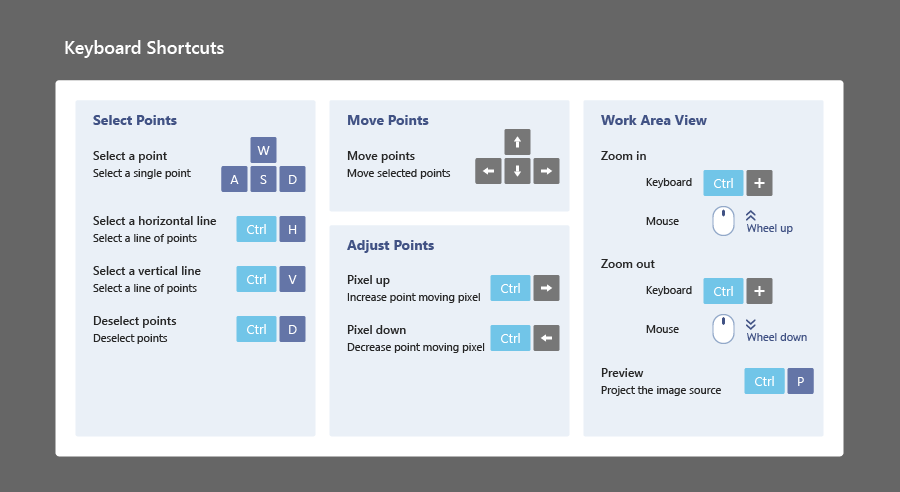 Keyboard Shortcuts
Select Points
Select a point
Select a single point
W
A S D
Select a horizontal line
Select a line of points
Ctrl H
Select a vertical line
Select a line of points
Ctrl V
Deselect points
Deselect points
Ctrl D
Move Points
Move points
Move selected points
↑
← ↓ →
Adjust Points
Pixel up
Increase point moving pixel
Ctrl →
Pixel down
Decrease point moving pixel
Ctrl ←
Work Area View
Zoom in
Keyboard Ctrl +
Mouse Wheel up
Zoom out
Keyboard Ctrl +
Mouse Wheel down
Preview
Project the image source
Ctrl P